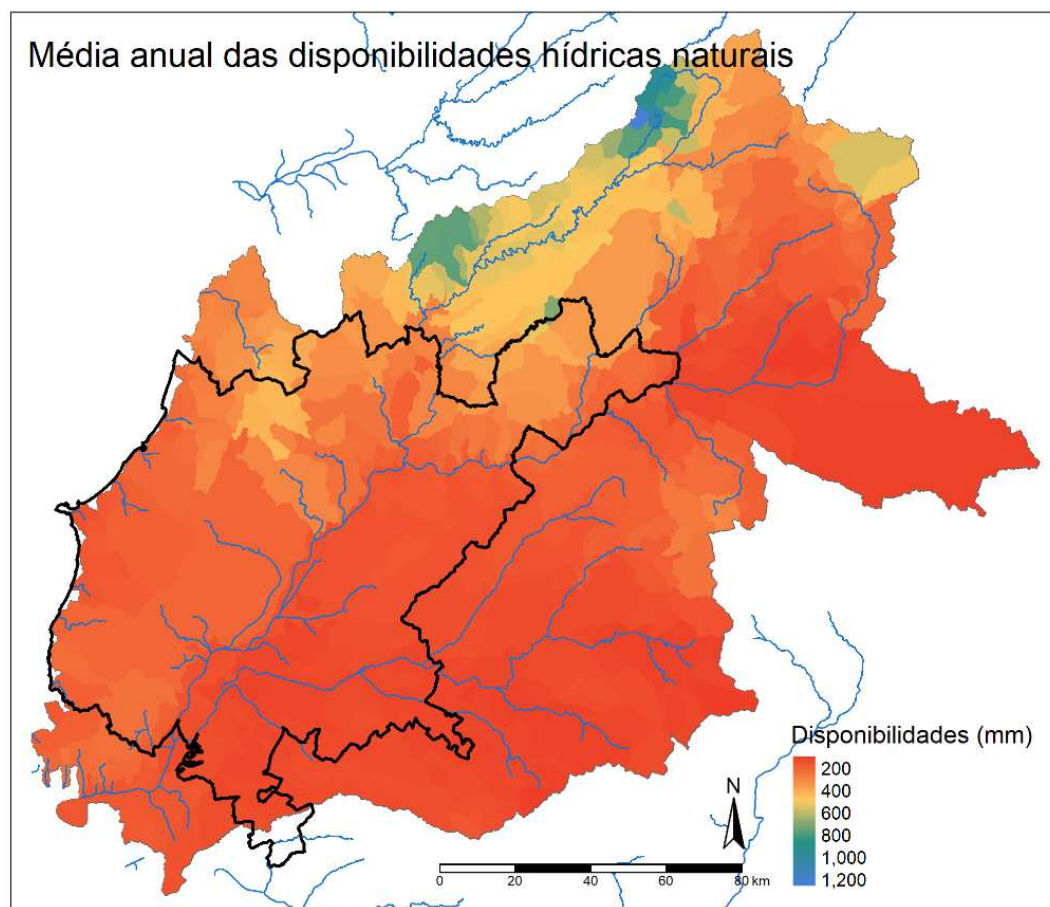 Média anual das disponibilidades hídricas naturais
Disponibilidades (mm)
200
400
600
800
1,000
1,200
N
0 20 40 60 80 km